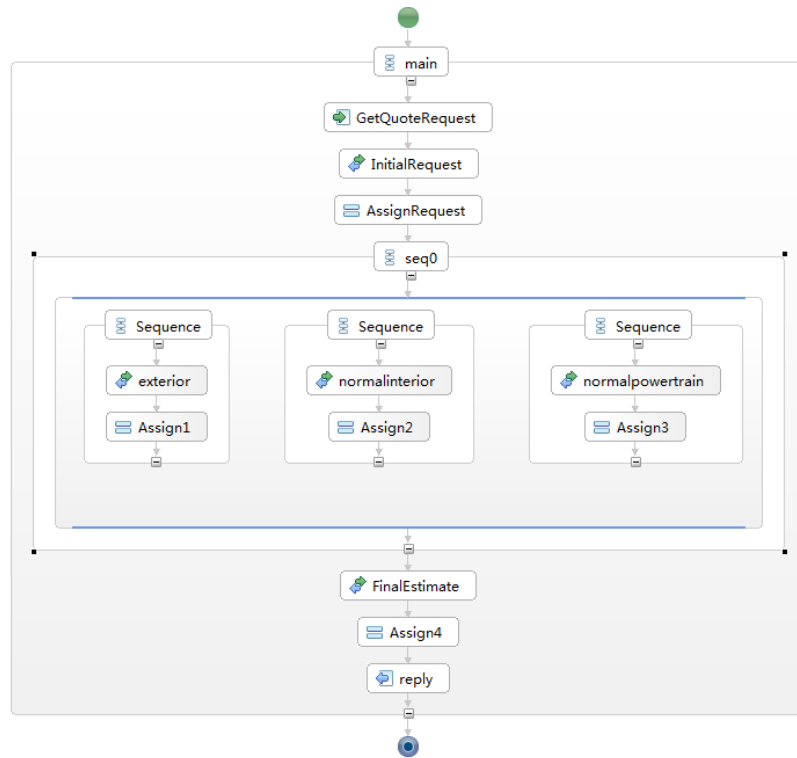 main
GetQuoteRequest
InitialRequest
AssignRequest
seq0
Sequence Sequence Sequence
exterior normalinterior normalpowertrain
Assign1 Assign2 Assign3
FinalEstimate
Assign4
reply